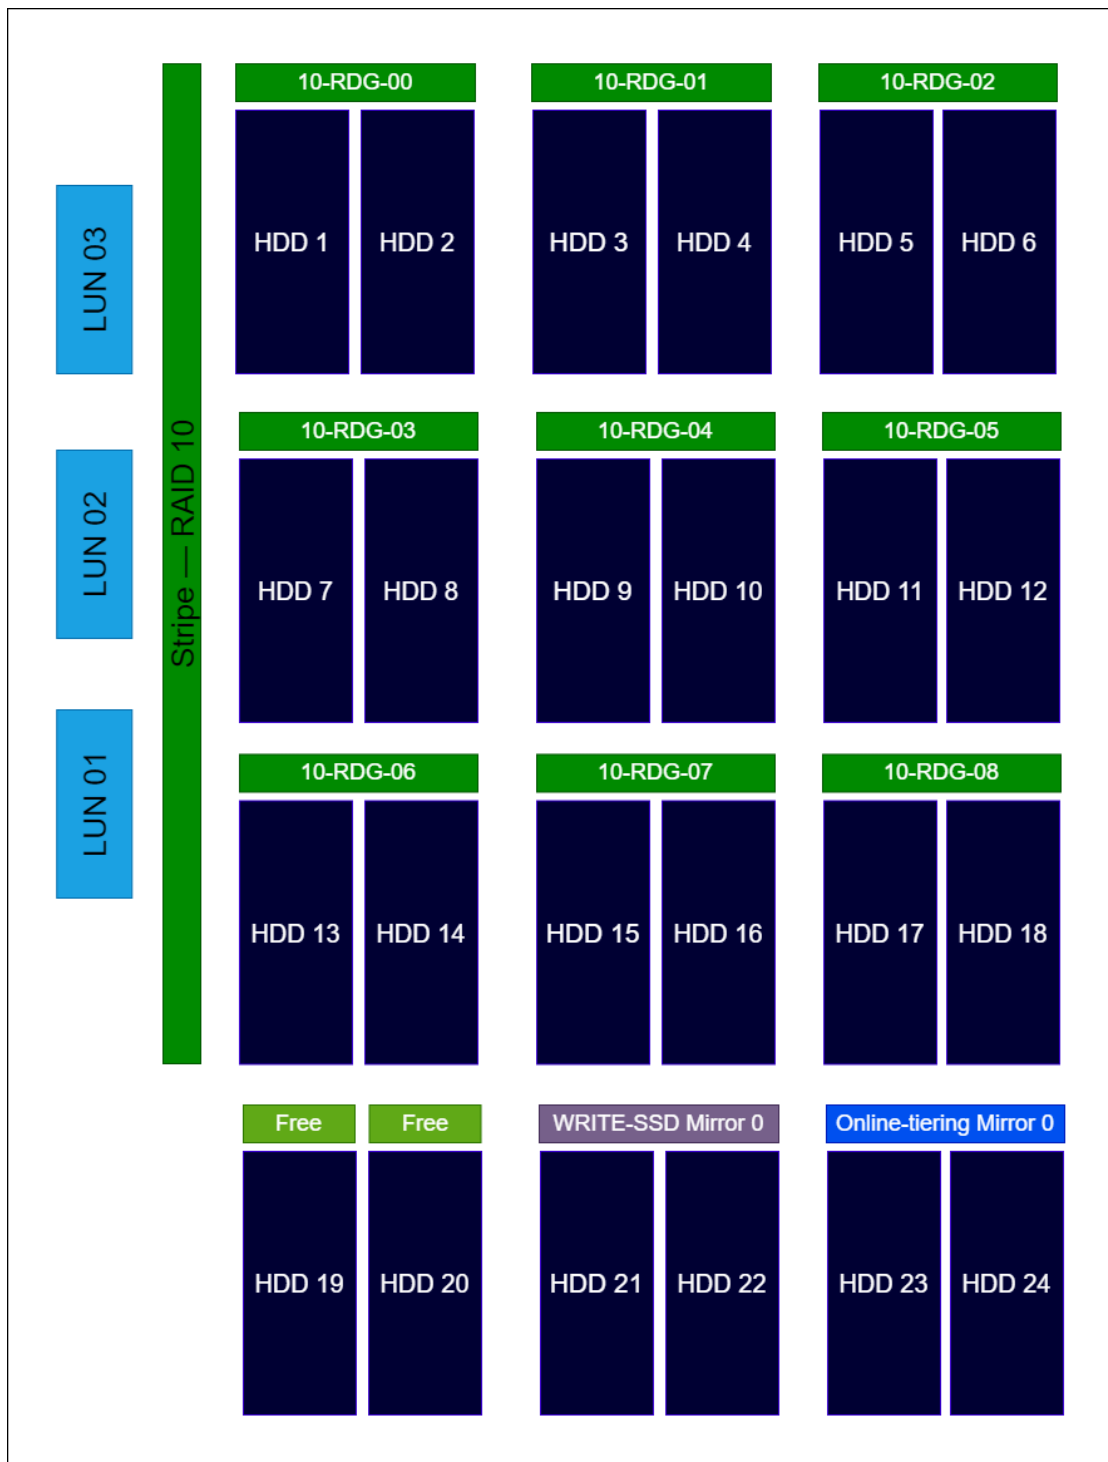 10-RDG-00
10-RDG-01
10-RDG-02
HDD 1
HDD 2
HDD 3
HDD 4
HDD 5
HDD 6
LUN 03
10-RDG-03
10-RDG-04
10-RDG-05
Stripe — RAID 10
LUN 02
HDD 7
HDD 8
HDD 9
HDD 10
HDD 11
HDD 12
10-RDG-06
10-RDG-07
10-RDG-08
LUN 01
HDD 13
HDD 14
HDD 15
HDD 16
HDD 17
HDD 18
Free
Free
WRITE-SSD Mirror 0
Online-tiering Mirror 0
HDD 19
HDD 20
HDD 21
HDD 22
HDD 23
HDD 24